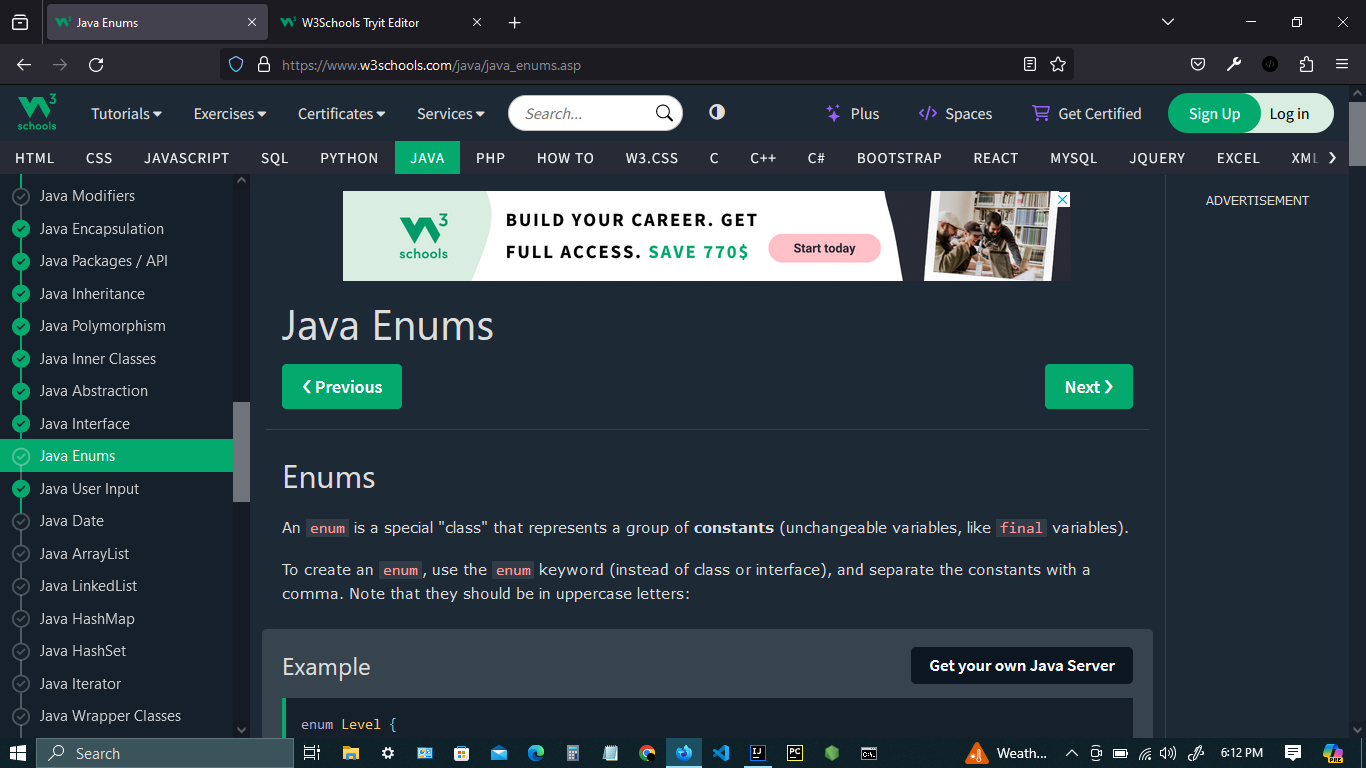 Java Enums
W3Schools Tryit Editor
https://www.w3schools.com/java/java_enums.asp
3
schools
Tutorials
Exercises
Certificates
Services
Search...
Plus
Spaces
Get Certified
Sign Up
Log in
HTML
CSS
JAVASCRIPT
SQL
PYTHON
JAVA
PHP
HOW TO
W3.CSS
C
C++
C#
BOOTSTRAP
REACT
MYSQL
JQUERY
EXCEL
XML
Java Modifiers
Java Encapsulation
Java Packages / API
Java Inheritance
Java Polymorphism
Java Inner Classes
Java Abstraction
Java Interface
Java Enums
Java User Input
Java Date
Java ArrayList
Java LinkedList
Java HashMap
Java HashSet
Java Iterator
Java Wrapper Classes
3
schools
BUILD YOUR CAREER. GET
FULL ACCESS. SAVE 770$
Start today
ADVERTISEMENT
Java Enums
❮ Previous
Next ❯
Enums
An enum is a special "class" that represents a group of constants (unchangeable variables, like final variables).
To create an enum, use the enum keyword (instead of class or interface), and separate the constants with a
comma. Note that they should be in uppercase letters:
Example
Get your own Java Server
enum Level {
Search
IJ
PC
Weath...
6:12 PM
PRE